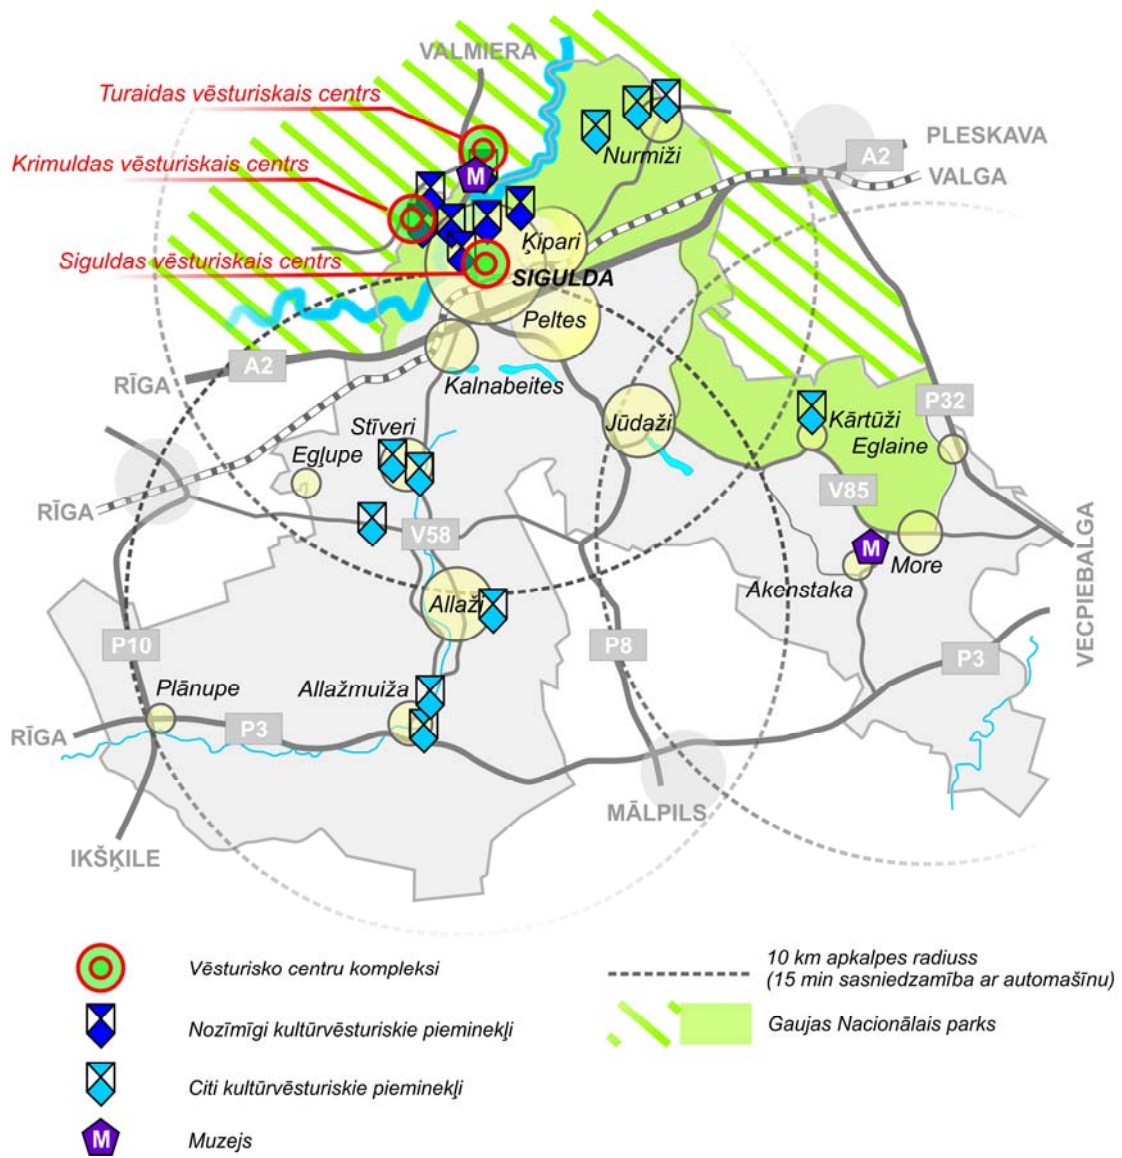 VALMIERA
Turaidas vēsturiskais centrs
Krimuldas vēsturiskais centrs
Siguldas vēsturiskais centrs
PLESKAVA
A2
VALGA
Nurmiži
M
Ķipari
SIGULDA
Peltes
A2
RĪGA
Kalnabeites
Jūdaži
Kārtūži
P32
Eglaine
Stīveri
Egļupe
RĪGA
V85
V58
M
More
Akenstaka
VECPIEBALGA
Allaži
P10
P8
P3
Plānupe
Allažmuiža
P3
RĪGA
MĀLPILS
IKŠĶILE
Vēsturisko centru kompleksi
Nozīmīgi kultūrvēsturiskie pieminekļi
Citi kultūrvēsturiskie pieminekļi
M
Muzejs
10 km apkalpes radiuss
(15 min sasniedzamība ar automašīnu)
Gaujas Nacionālais parks